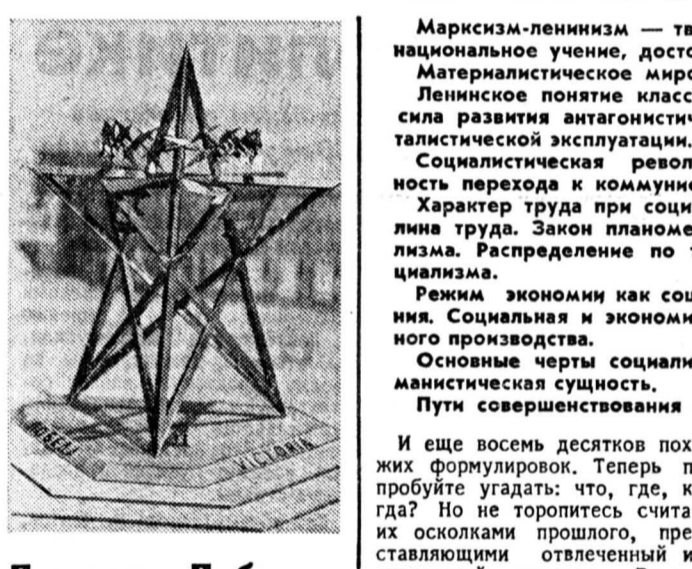 ПОБЕДА
VICTORIA
Марксизм-ленинизм — тв
национальное учение, досто
Материалистическое миро
Ленинское понятие класс
сила развития антагонистич
талистической эксплуатации.
Социалистическая револ
ность перехода к коммуни
Характер труда при соци
лина труда. Закон планоме
лизма. Распределение по т
циализма.
Режим экономии как соц
ния. Социальная и экономи
ного производства.
Основные черты социали
манистическая сущность.
Пути совершенствования
И еще восемь десятков пох
жих формулировок. Теперь п
пробуйте угадать: что, где, к
гда? Но не торопитесь счита
их осколками прошлого, пре
ставляющими отвлеченный и